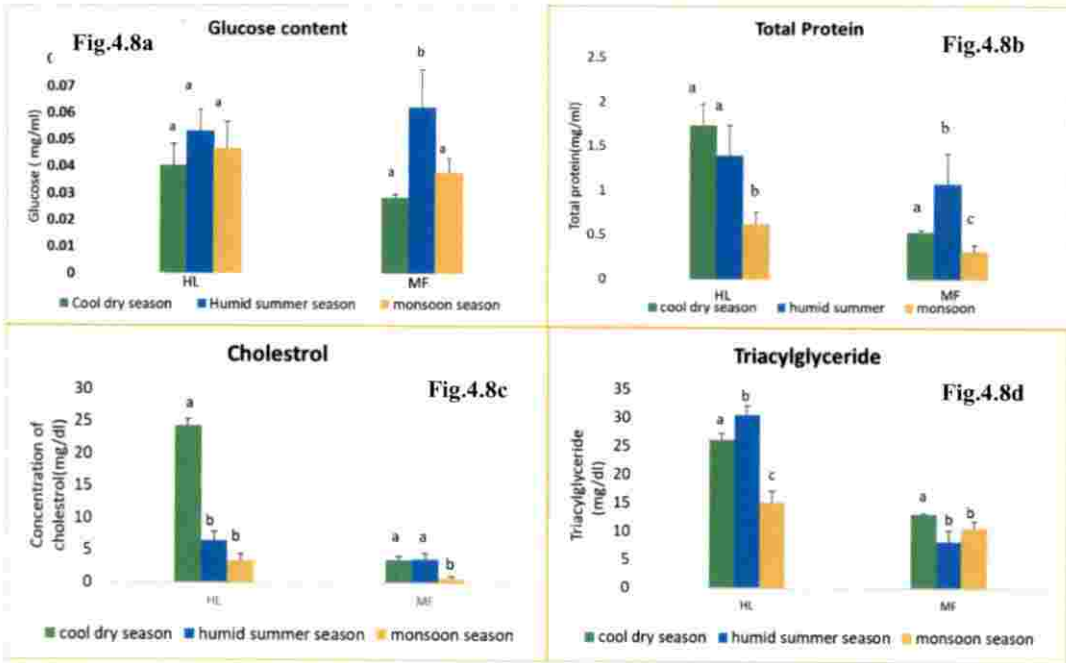 Glucose content
Fig.4.8a
0
0.07
0.06
0.05
0.04
0.03
0.02
0.01
0
Glucose ( mg/ml)
a
a
a
a
b
a
HL
MF
Cool dry season Humid summer season monsoon season
Total Protein
Fig.4.8b
2.5
2
1.5
1
0.5
0
Total protein(mg/ml)
a
a
b
a
b
c
HL
MF
cool dry season humid summer monsoon
Cholestrol
Fig.4.8c
30
25
20
15
10
5
0
Concentration of
cholestrol(mg/dl)
a
b
b
a
a
b
HL
MF
cool dry season humid summer season monsoon season
Triacylglyceride
Fig.4.8d
35
30
25
20
15
10
5
0
Triacylglyceride
(mg/dl)
a
b
c
a
b
b
HL
MF
cool dry season humid summer season monsoon season